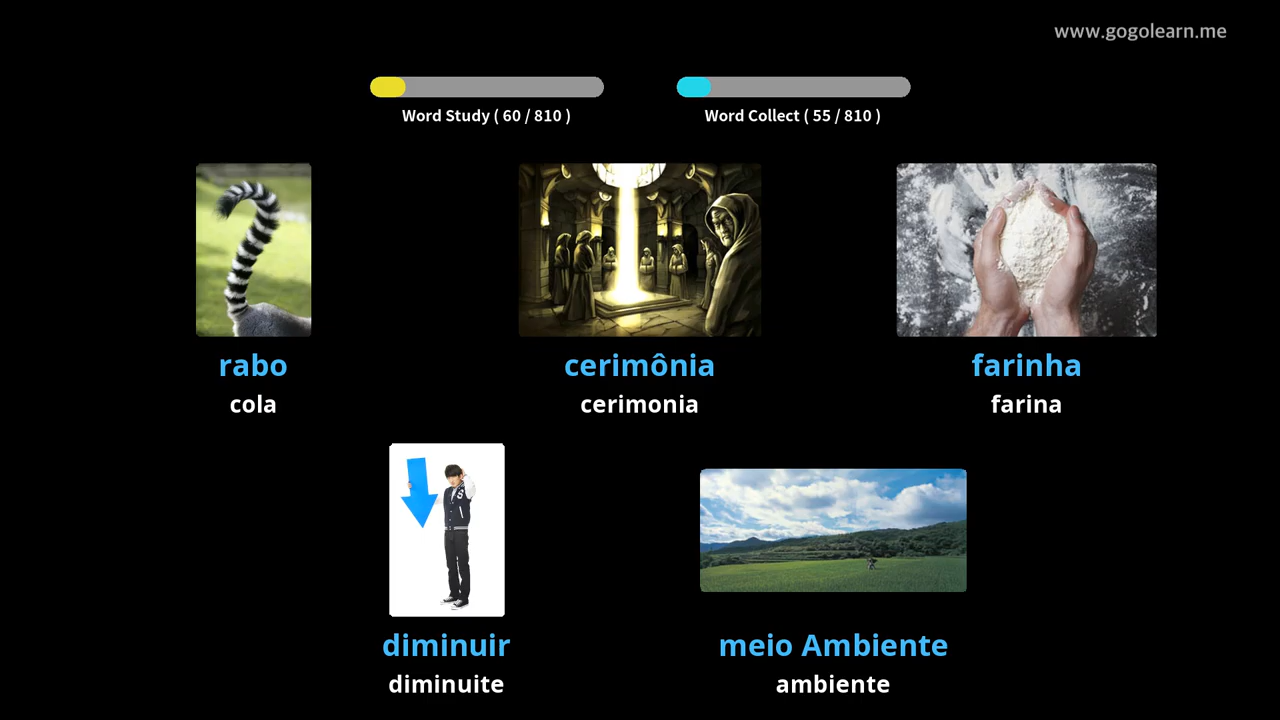 www.gogolearn.me
Word Study ( 60 / 810 )
Word Collect ( 55 / 810 )
rabo
cola
cerimônia
cerimonia
farinha
farina
diminuir
diminuite
meio Ambiente
ambiente